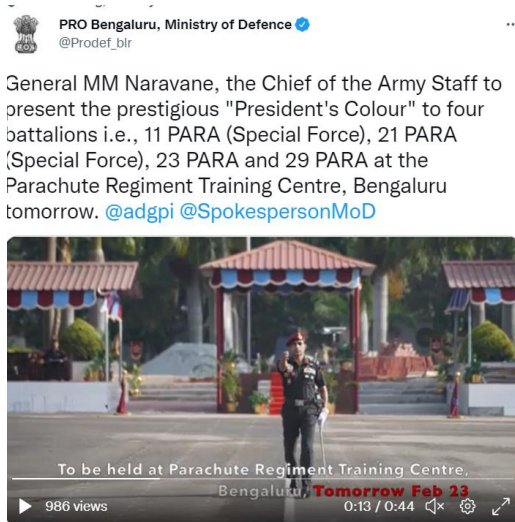 PRO Bengaluru, Ministry of Defence
@Prodef_blr
General MM Naravane, the Chief of the Army Staff to
present the prestigious "President's Colour" to four
battalions i.e., 11 PARA (Special Force), 21 PARA
(Special Force), 23 PARA and 29 PARA at the
Parachute Regiment Training Centre, Bengaluru
tomorrow. @adgpi @SpokespersonMoD
To be held at Parachute Regiment Training Centre,
Bengaluru, Tomorrow Feb 23
986 views
0:13 / 0:44